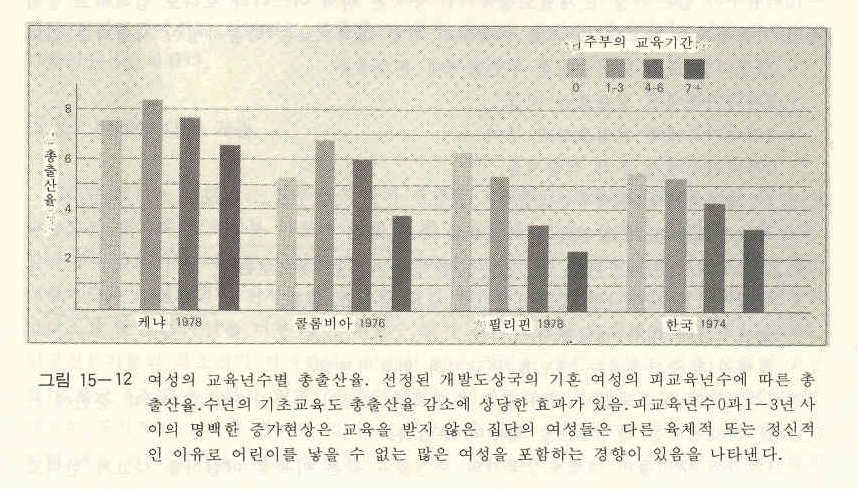 주부의 교육기간
0 1-3 4-6 7+
8
6
4
2
총출산율
케냐 1978
콜롬비아 1976
필리핀 1978
한국 1974
그림 15-12 여성의 교육년수별 총출산율. 선정된 개발도상국의 기혼 여성의 피교육년수에 따른 총
출산율.수년의 기초교육도 총출산율 감소에 상당한 효과가 있음.피교육년수0과1-3년 사
이의 명백한 증가현상은 교육을 받지 않은 집단의 여성들은 다른 육체적 또는 정신적
인 이유로 어린이를 낳을 수 없는 많은 여성을 포함하는 경향이 있음을 나타낸다.